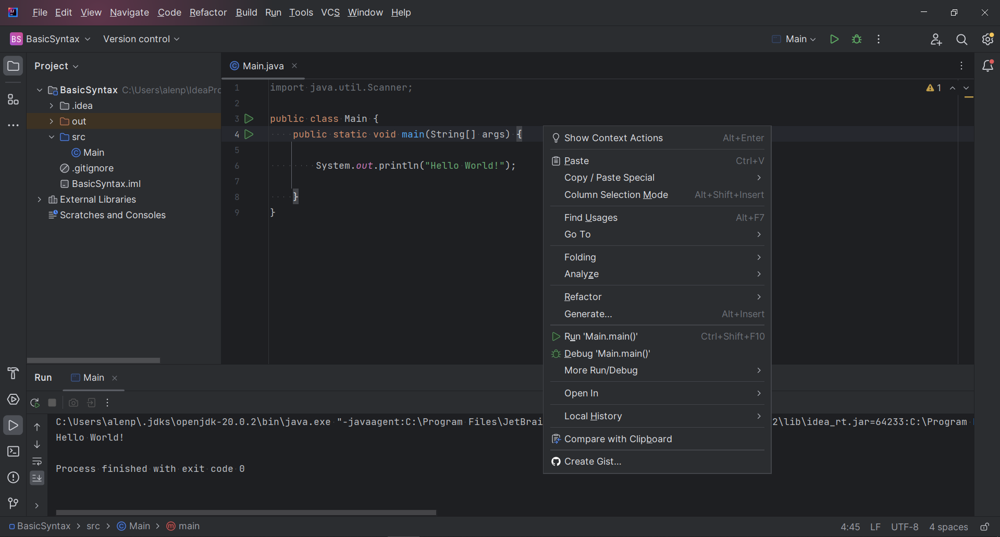 File Edit View Navigate Code Refactor Build Run Tools VCS Window Help
BS BasicSyntax Version control Main
Project
BasicSyntax C:\Users\alenp\IdeaPro
.idea
out
src
Main
.gitignore
BasicSyntax.iml
External Libraries
Scratches and Consoles
Main.java
1 import java.util.Scanner;
2
3 public class Main {
4 public static void main(String[] args) {
5
6 System.out.println("Hello World!");
7
8 }
9 }
1
Show Context Actions Alt+Enter
Paste Ctrl+V
Copy / Paste Special
Column Selection Mode Alt+Shift+Insert
Find Usages Alt+F7
Go To
Folding
Analyze
Refactor
Generate... Alt+Insert
Run 'Main.main()' Ctrl+Shift+F10
Debug 'Main.main()'
More Run/Debug
Open In
Local History
Compare with Clipboard
Create Gist...
Run Main
C:\Users\alenp\.jdks\openjdk-20.0.2\bin\java.exe "-javaagent:C:\Program Files\JetBrai 2\lib\idea_rt.jar=64233:C:\Program
Hello World!
Process finished with exit code 0
BasicSyntax > src > Main > main
4:45 LF UTF-8 4 spaces